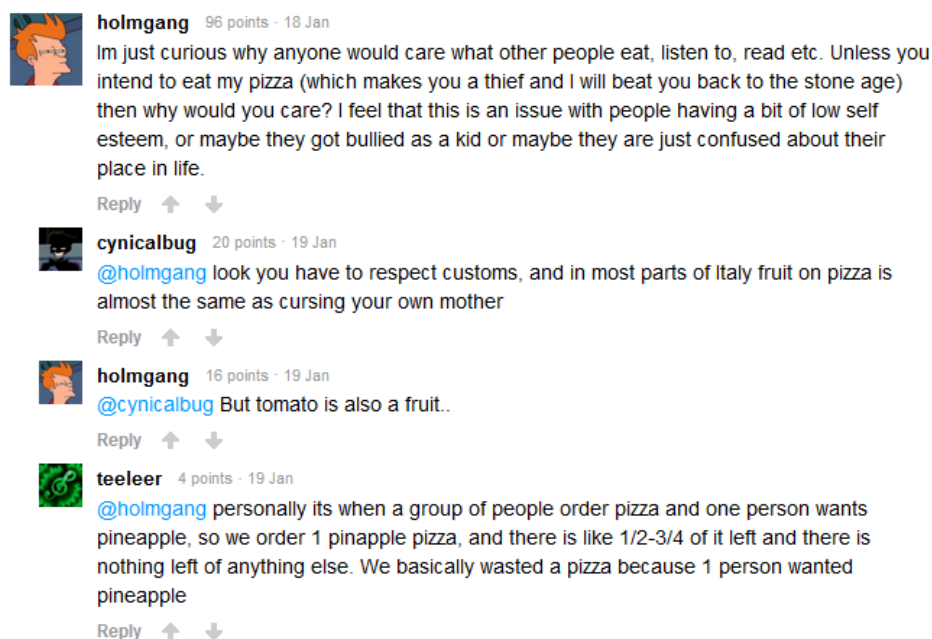 holmgang 96 points · 18 Jan
Im just curious why anyone would care what other people eat, listen to, read etc. Unless you
intend to eat my pizza (which makes you a thief and I will beat you back to the stone age)
then why would you care? I feel that this is an issue with people having a bit of low self
esteem, or maybe they got bullied as a kid or maybe they are just confused about their
place in life.
Reply
cynicalbug 20 points · 19 Jan
@holmgang look you have to respect customs, and in most parts of Italy fruit on pizza is
almost the same as cursing your own mother
Reply
holmgang 16 points · 19 Jan
@cynicalbug But tomato is also a fruit..
Reply
teeleer 4 points · 19 Jan
@holmgang personally its when a group of people order pizza and one person wants
pineapple, so we order 1 pinapple pizza, and there is like 1/2-3/4 of it left and there is
nothing left of anything else. We basically wasted a pizza because 1 person wanted
pineapple
Reply